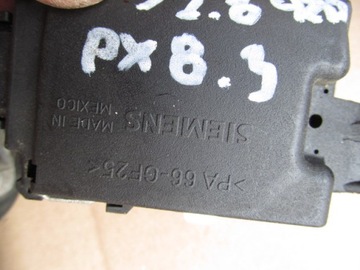 PX 8.3
MADE IN
MEXICO
SIEMENS
>PA 66-GF25<